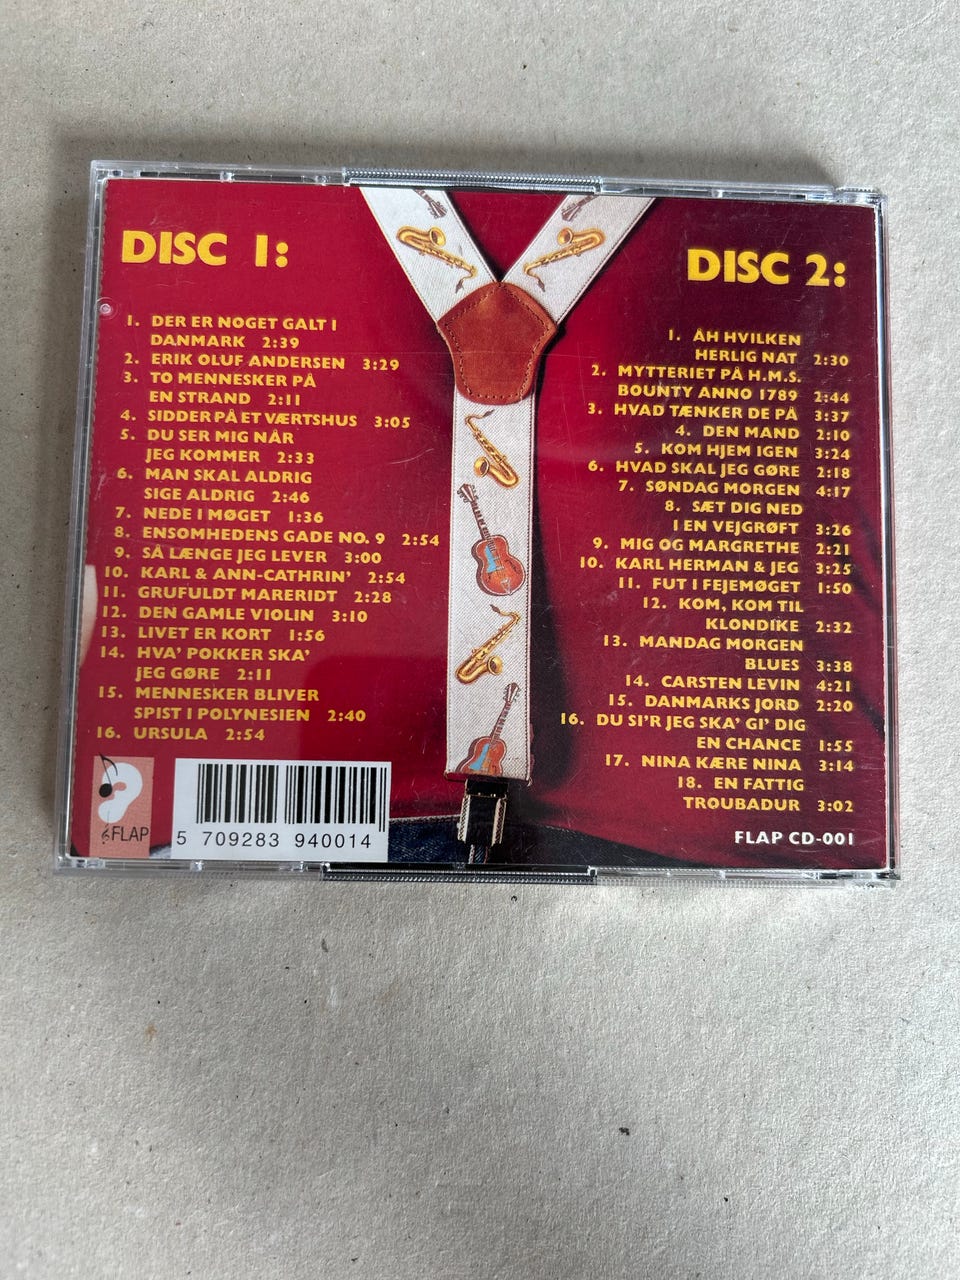 DISC 1:
1. DER ER NOGET GALT I
DANMARK 2:39
2. ERIK OLUF ANDERSEN 3:29
3. TO MENNESKER PÅ
EN STRAND 2:11
4. SIDDER PÅ ET VÆRTSHUS 3:05
5. DU SER MIG NÅR
JEG KOMMER 2:33
6. MAN SKAL ALDRIG
SIGE ALDRIG 2:46
7. NEDE I MØGET 1:36
8. ENSOMHEDENS GADE NO. 9 2:54
9. SÅ LÆNGE JEG LEVER 3:00
10. KARL & ANN-CATHRIN' 2:54
11. GRUFULDT MARERIDT 2:28
12. DEN GAMLE VIOLIN 3:10
13. LIVET ER KORT 1:56
14. HVA' POKKER SKA'
JEG GØRE 2:11
15. MENNESKER BLIVER
SPIST I POLYNESIEN 2:40
16. URSULA 2:54
FLAP
5 709283 940014
DISC 2:
1. ÅH HVILKEN
HERLIG NAT 2:30
2. MYTTERIET PÅ H.M.S.
BOUNTY ANNO 1789 2:44
3. HVAD TÆNKER DE PÅ 3:37
4. DEN MAND 2:10
5. KOM HJEM IGEN 3:24
6. HVAD SKAL JEG GØRE 2:18
7. SØNDAG MORGEN 4:17
8. SÆT DIG NED
I EN VEJGRØFT 3:26
9. MIG OG MARGRETHE 2:21
10. KARL HERMAN & JEG 3:25
11. FUT I FEJEMØGET 1:50
12. KOM, KOM TIL
KLONDIKE 2:32
13. MANDAG MORGEN
BLUES 3:38
14. CARSTEN LEVIN 4:21
15. DANMARKS JORD 2:20
16. DU SI'R JEG SKA' GI' DIG
EN CHANCE 1:55
17. NINA KÆRE NINA 3:14
18. EN FATTIG
TROUBADUR 3:02
FLAP CD-001